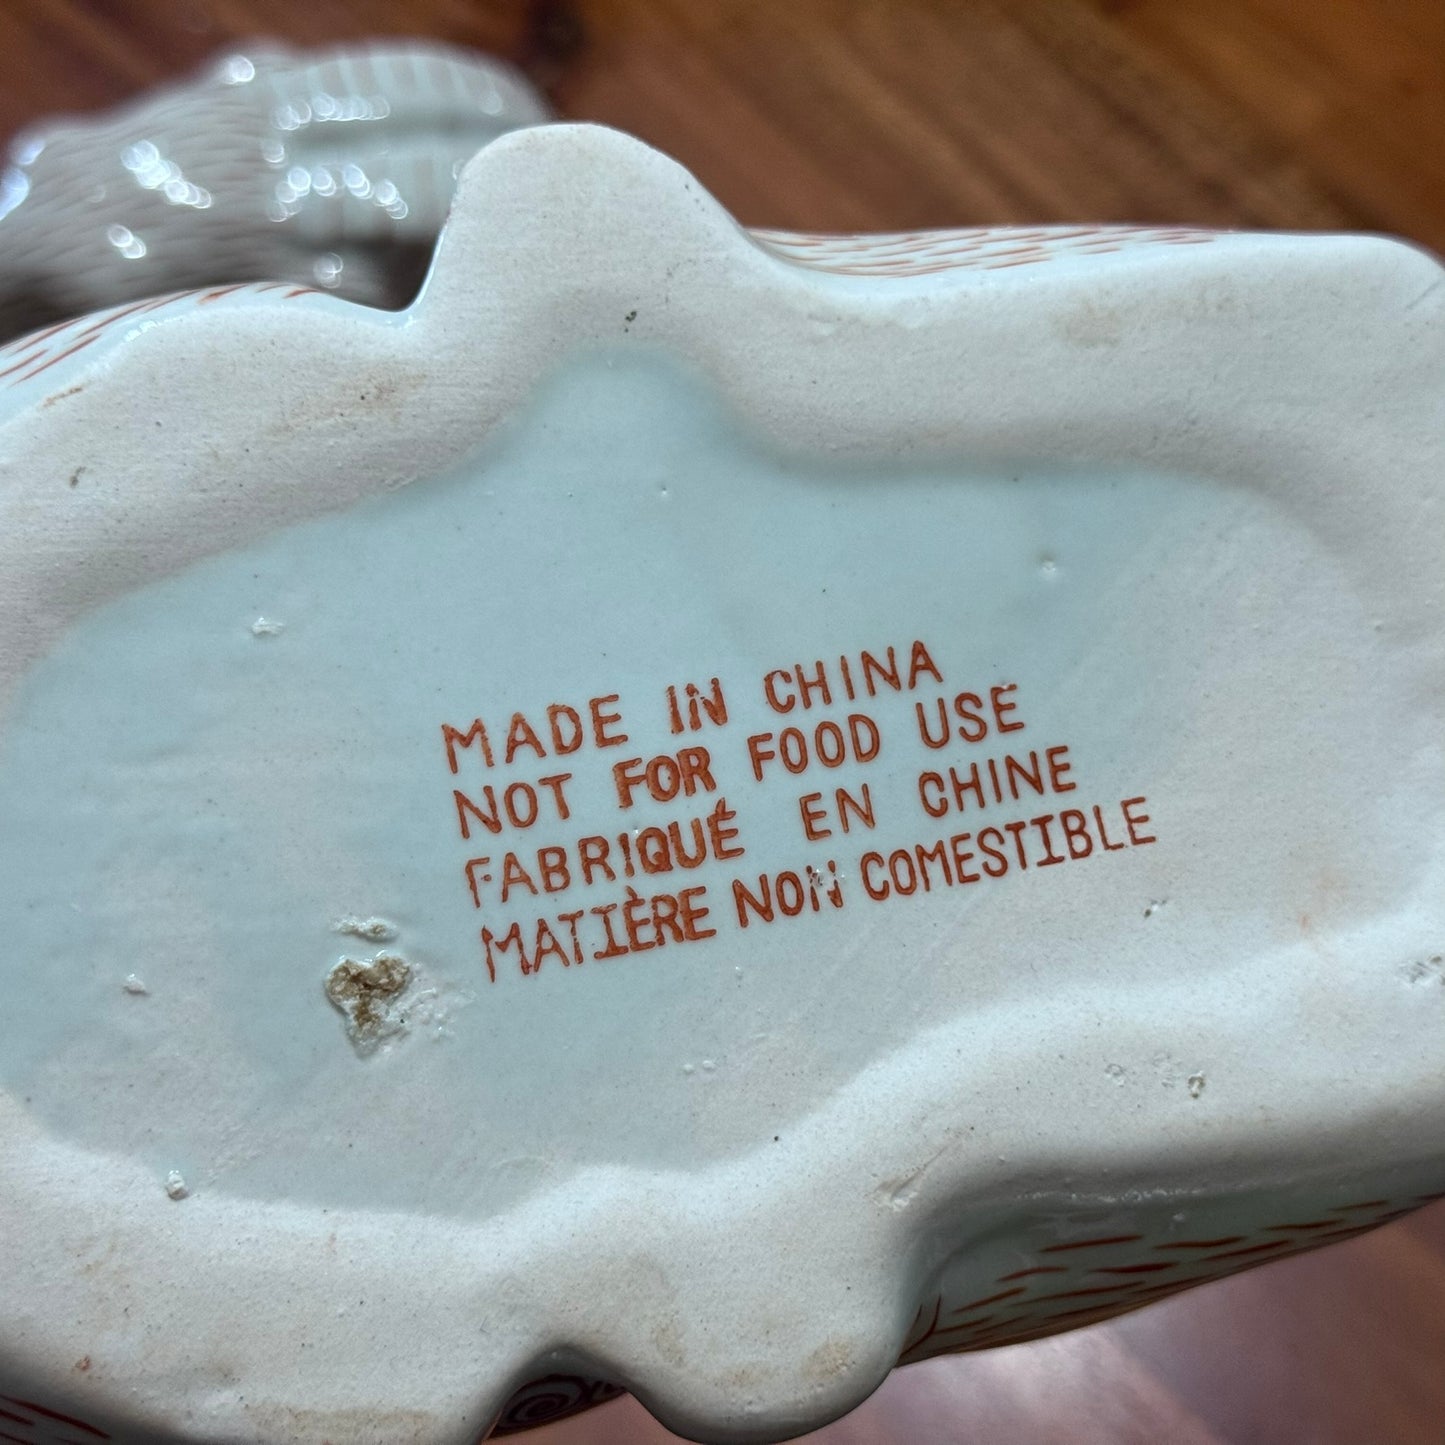 MADE IN CHINA
NOT FOR FOOD USE
FABRIQUÉ EN CHINE
MATIÈRE NON COMESTIBLE